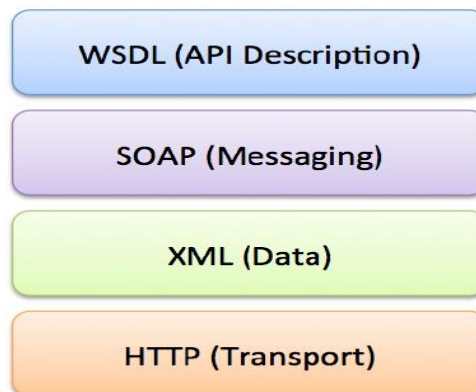 WSDL (API Description)
SOAP (Messaging)
XML (Data)
HTTP (Transport)